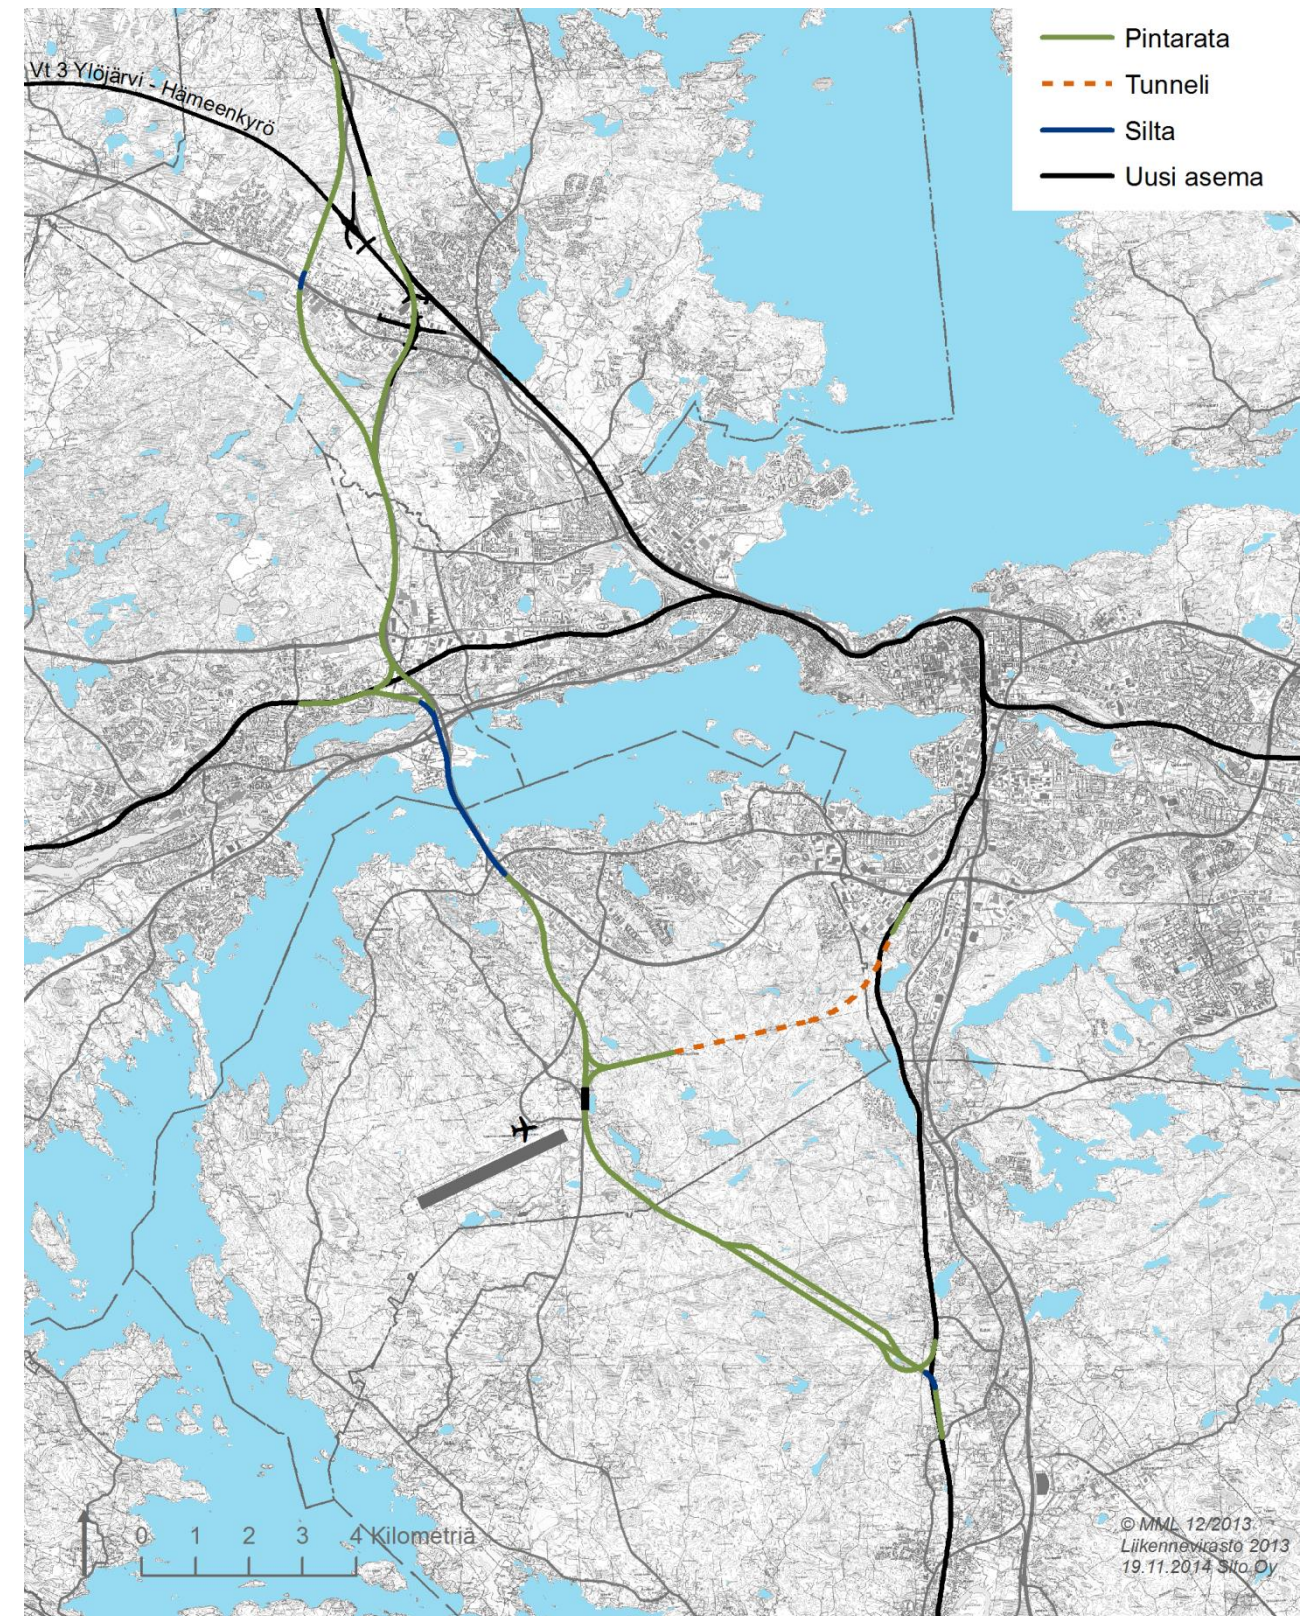 Pintarata
Tunneli
Silta
Uusi asema
Vt 3 Ylöjärvi - Hämeenkyrö
0 1 2 3 4 Kilometriä
© MML 12/2013
Liikennevirasto 2013
19.11.2014 Sito Oy